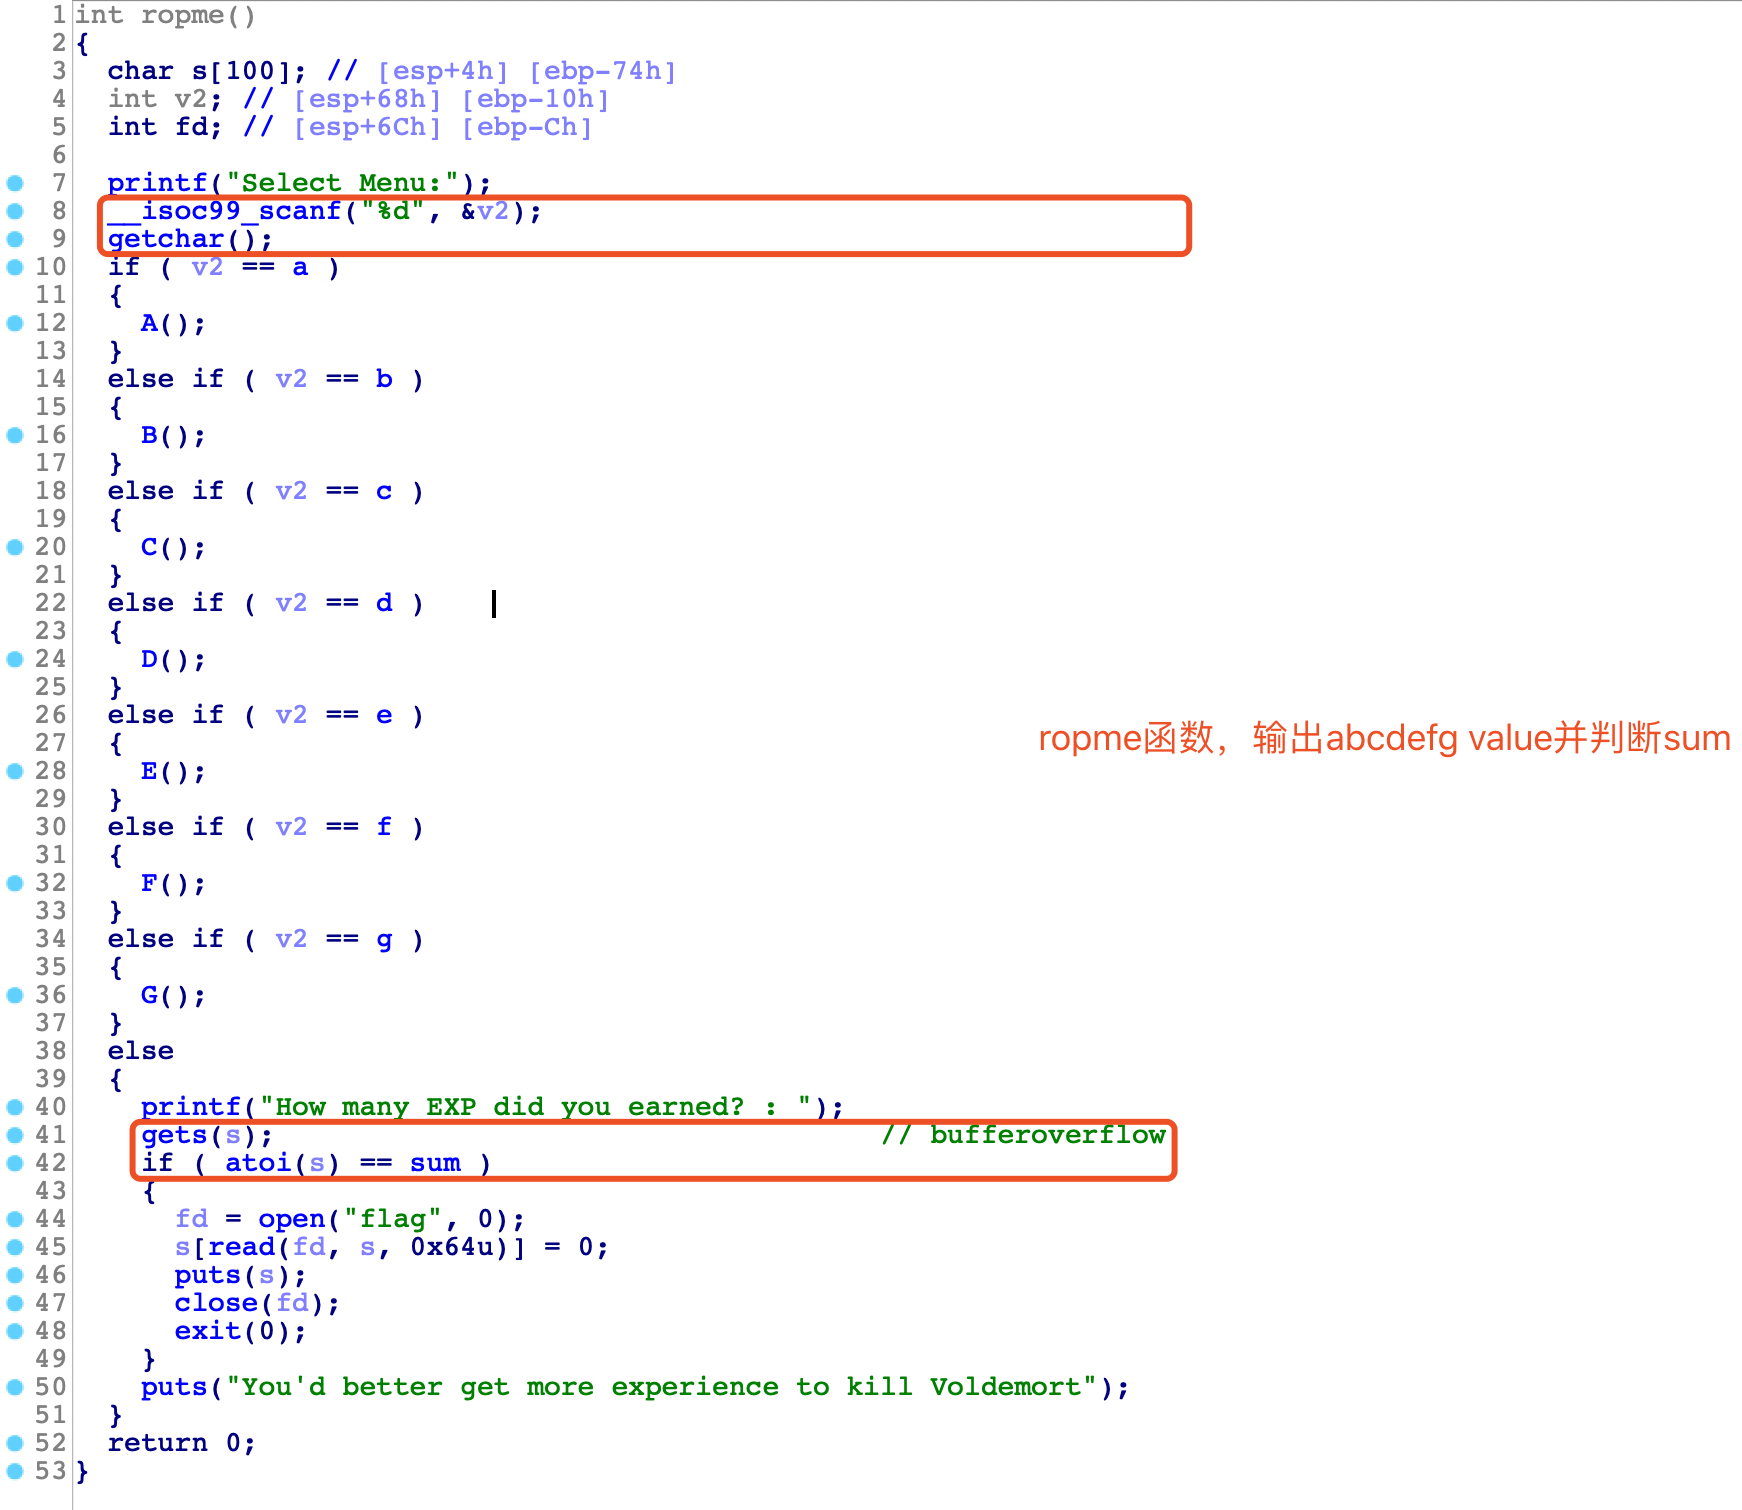 1 int ropme()
2 {
3 char s[100]; // [esp+4h] [ebp-74h]
4 int v2; // [esp+68h] [ebp-10h]
5 int fd; // [esp+6Ch] [ebp-Ch]
6
7 printf("Select Menu:");
8 __isoc99_scanf("%d", &v2);
9 getchar();
10 if ( v2 == a )
11 {
12 A();
13 }
14 else if ( v2 == b )
15 {
16 B();
17 }
18 else if ( v2 == c )
19 {
20 C();
21 }
22 else if ( v2 == d )
23 {
24 D();
25 }
26 else if ( v2 == e )
ropme函数，输出abcdefg value并判断sum
27 {
28 E();
29 }
30 else if ( v2 == f )
31 {
32 F();
33 }
34 else if ( v2 == g )
35 {
36 G();
37 }
38 else
39 {
40 printf("How many EXP did you earned? : ");
41 gets(s); // bufferoverflow
42 if ( atoi(s) == sum )
43 {
44 fd = open("flag", 0);
45 s[read(fd, s, 0x64u)] = 0;
46 puts(s);
47 close(fd);
48 exit(0);
49 }
50 puts("You'd better get more experience to kill Voldemort");
51 }
52 return 0;
53 }